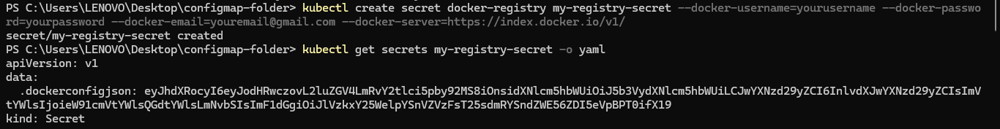 PS C:\Users\LENOVO\Desktop\configmap-folder> kubectl create secret docker-registry my-registry-secret --docker-username=yourusername --docker-passwo
rd=yourpassword --docker-email=youremail@gmail.com --docker-server=https://index.docker.io/v1/
secret/my-registry-secret created
PS C:\Users\LENOVO\Desktop\configmap-folder> kubectl get secrets my-registry-secret -o yaml
apiVersion: v1
data:
  .dockerconfigjson: eyJhdXRocyI6eyJodHRwczovL2luZGV4LmRvY2tlci5pby92MS8iOnsidXNlcm5hbWUiOiJ5b3VydXNlcm5hbWUiLCJwYXNzd29yZCI6InlvdXJwYXNzd29yZCIsImV
tYWlsIjoieW91cmVtYWlsQGdtYWlsLmNvbSIsImF1dGgiOiJlVzkxY25WelpYSnVZVzFsT25sdmRYSndZWE56ZDI5eVpBPT0ifX19
kind: Secret